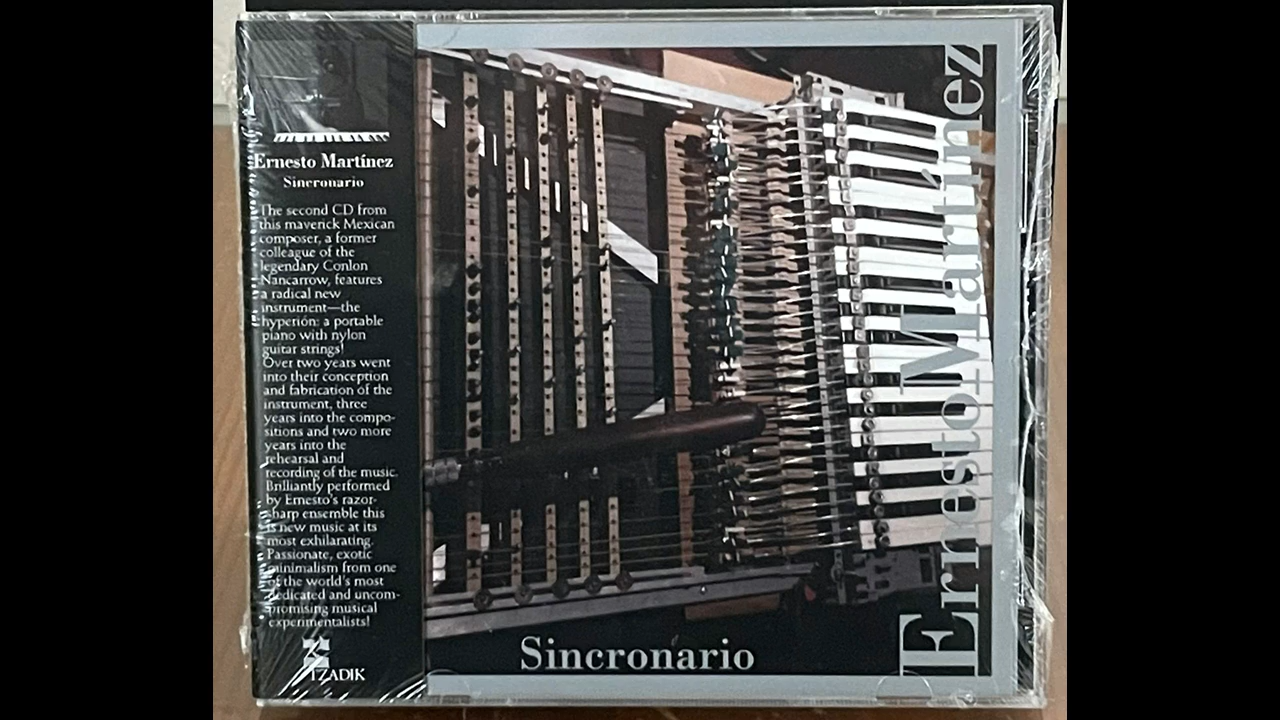 Ernesto Martínez
Sincronario
The second CD from
this maverick Mexican
composer, a former
colleague of the
legendary Conlon
Nancarrow, features
a radical new
instrument—the
hyperión: a portable
piano with nylon
guitar strings!
Over two years went
into their conception
and fabrication of the
instrument, three
years into the compo-
sitions and two more
years into the
rehearsal and
recording of the music.
Brilliantly performed
by Ernesto's razor-
sharp ensemble this
is new music at its
most exhilarating.
Passionate, exotic
minimalism from one
of the world's most
dedicated and uncom-
promising musical
experimentalists!
TZADIK
Sincronario
Ernesto Martínez